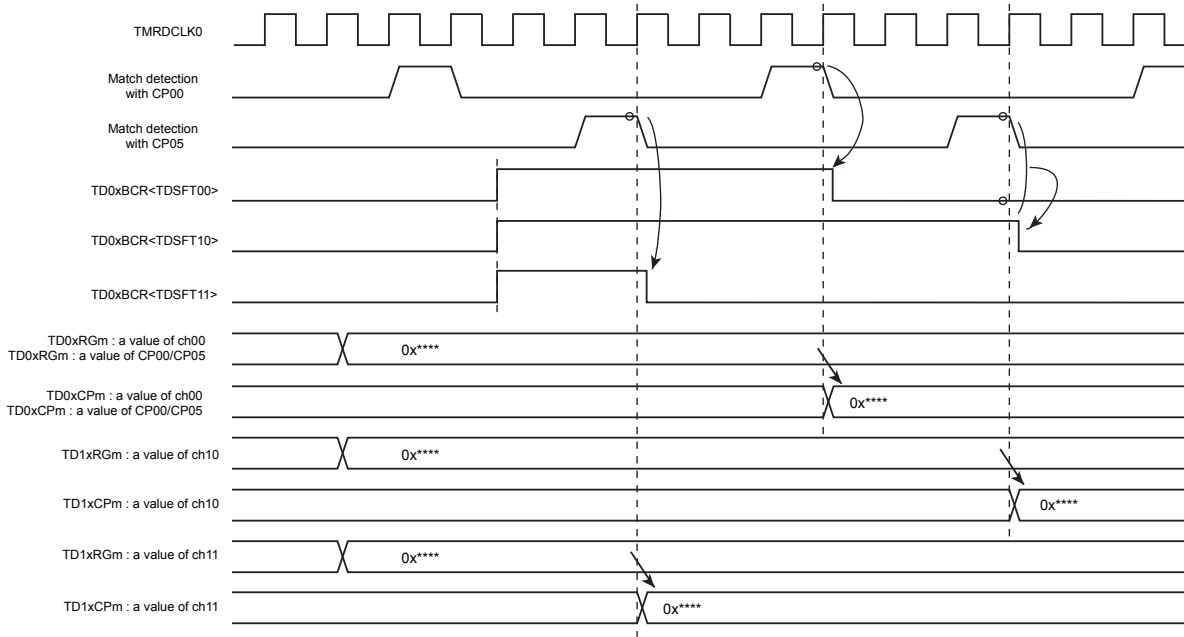 TMRDCLK0
Match detection
with CP00
Match detection
with CP05
TD0xBCR<TDSFT00>
TD0xBCR<TDSFT10>
TD0xBCR<TDSFT11>
TD0xRGm : a value of ch00
TD0xRGm : a value of CP00/CP05
0x****
TD0xCPm : a value of ch00
TD0xCPm : a value of CP00/CP05
0x****
TD1xRGm : a value of ch10
0x****
TD1xCPm : a value of ch10
0x****
TD1xRGm : a value of ch11
0x****
TD1xCPm : a value of ch11
0x****